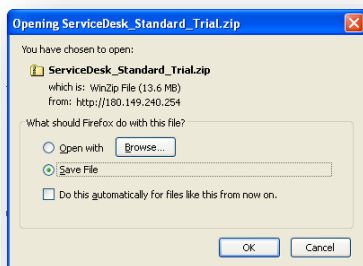 Opening ServiceDesk_Standard_Trial.zip
You have chosen to open:
ServiceDesk_Standard_Trial.zip
which is: WinZip File (13.6 MB)
from: http://180.149.240.254
What should Firefox do with this file?
Open with Browse...
Save File
Do this automatically for files like this from now on.
OK Cancel